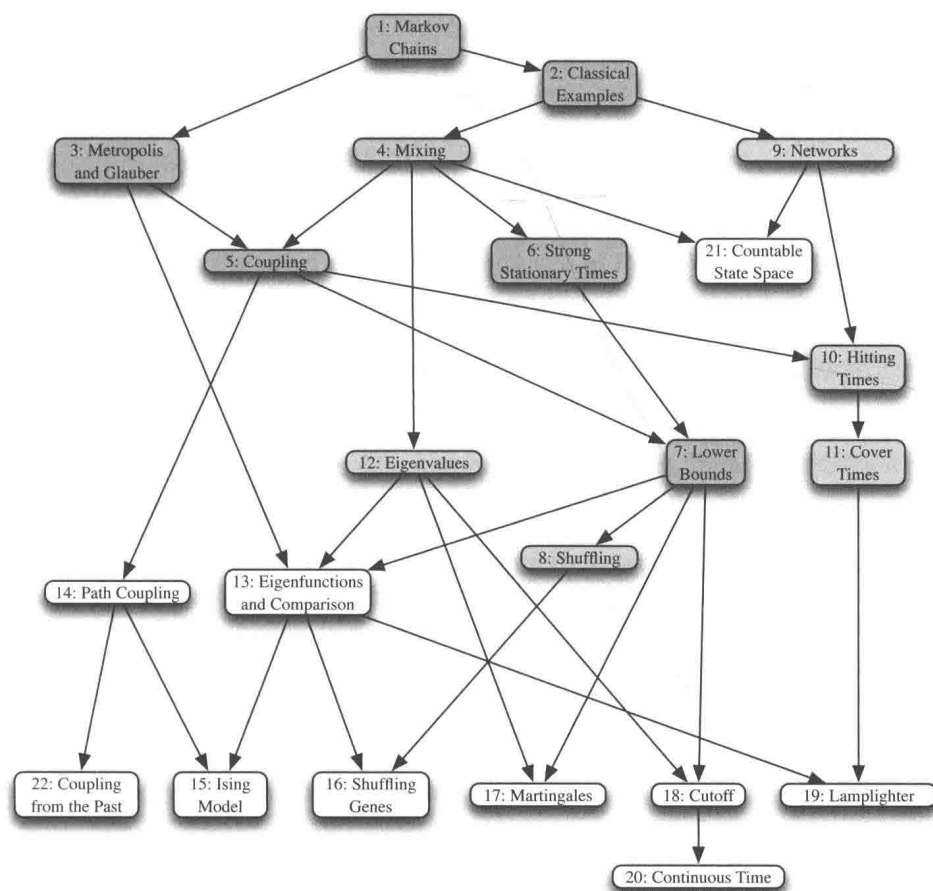 1: Markov
Chains
2: Classical
Examples
3: Metropolis
and Glauber
4: Mixing
9: Networks
5: Coupling
6: Strong
Stationary Times
21: Countable
State Space
10: Hitting
Times
12: Eigenvalues
7: Lower
Bounds
11: Cover
Times
8: Shuffling
14: Path Coupling
13: Eigenfunctions
and Comparison
22: Coupling
from the Past
15: Ising
Model
16: Shuffling
Genes
17: Martingales
18: Cutoff
19: Lamplighter
20: Continuous Time